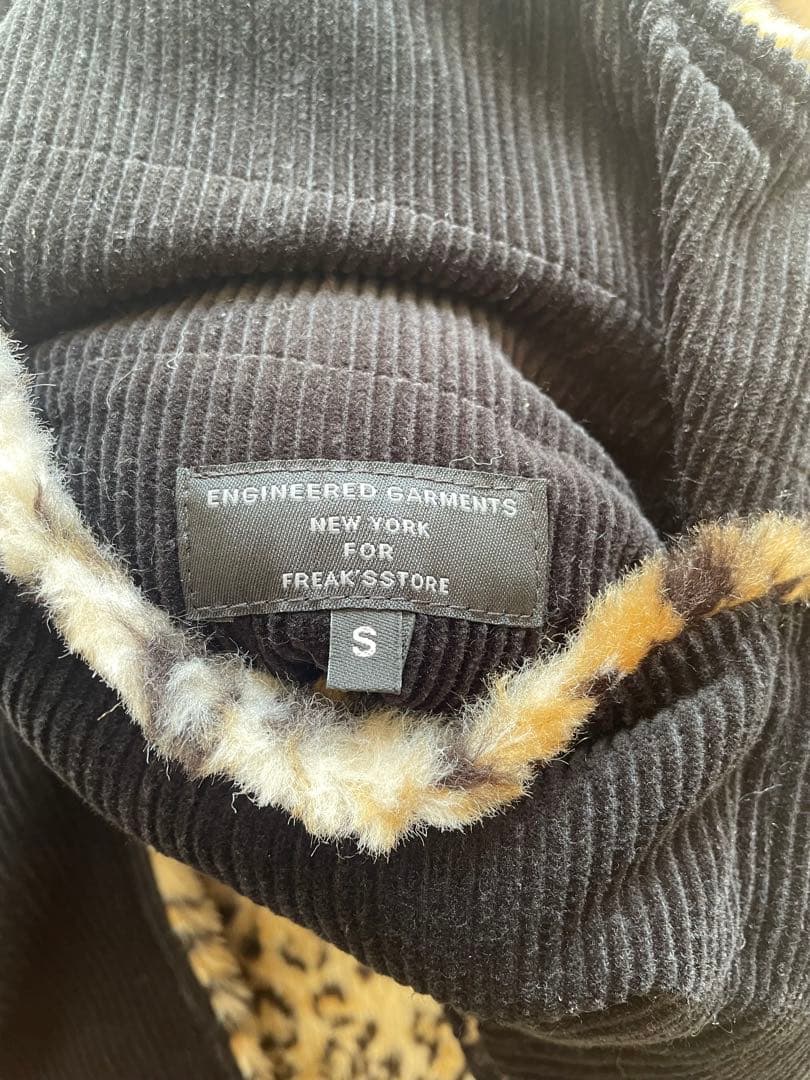 ENGINEERED GARMENTS
NEW YORK
FOR
FREAK'SSTORE
S